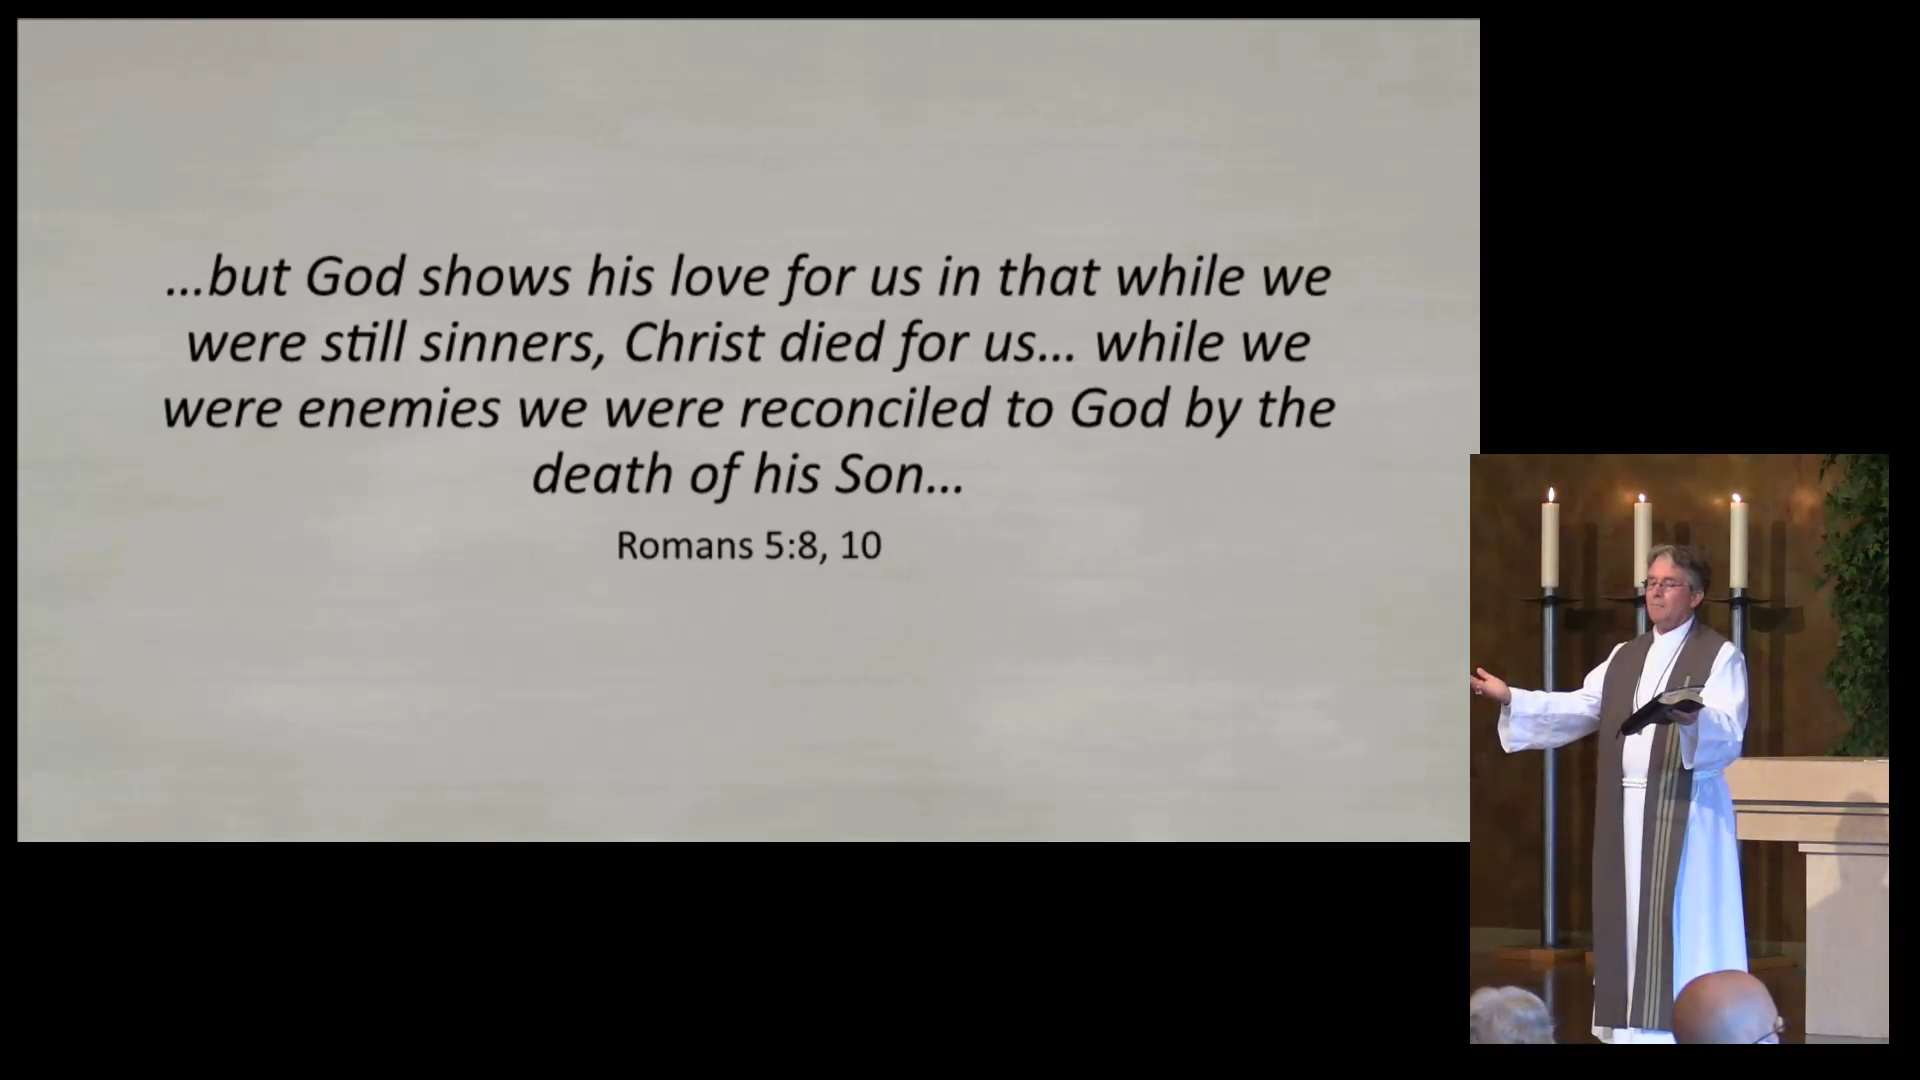 ...but God shows his love for us in that while we
were still sinners, Christ died for us... while we
were enemies we were reconciled to God by the
death of his Son...
Romans 5:8, 10